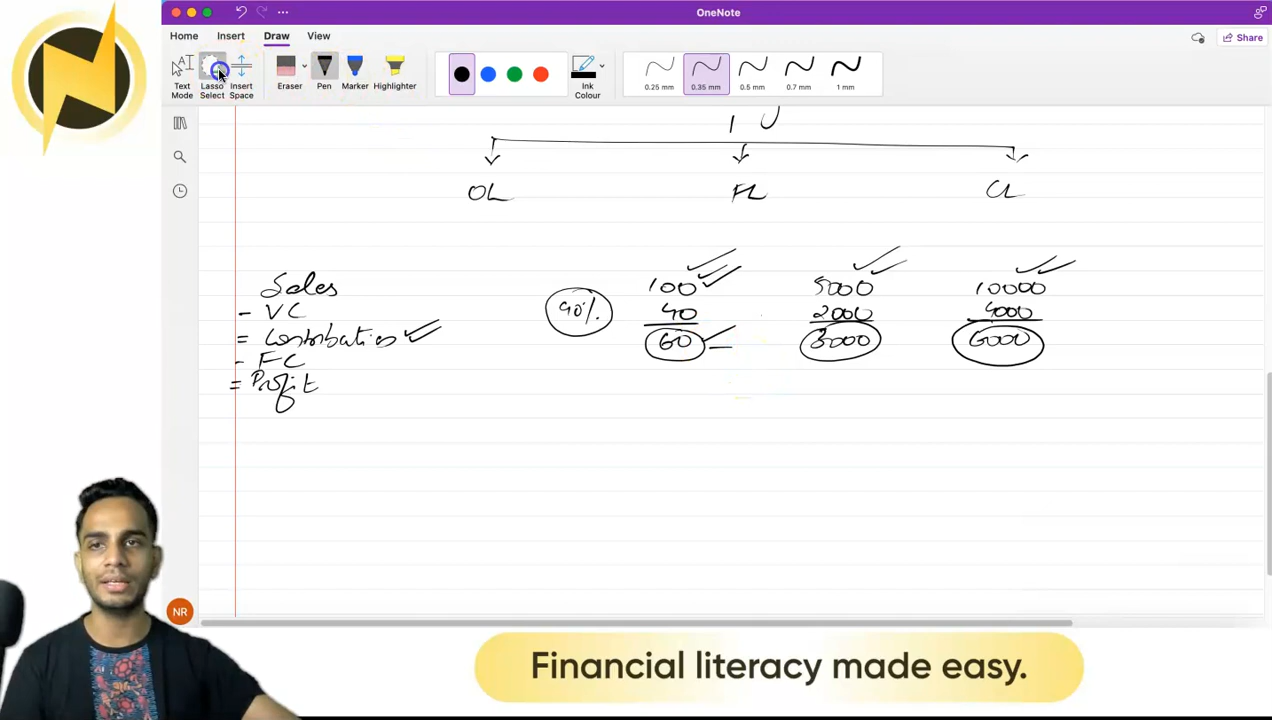 OneNote
Home Insert Draw View
Text Mode
Lasso Select
Insert Space
Eraser
Pen
Marker
Highlighter
Ink Colour
0.25 mm
0.35 mm
0.5 mm
0.7 mm
1 mm
Share
OL FL CL
Sales 100 5000 10000
- VC 40% 40 2000 4000
= Contribution 60 3000 6000
- FC
= Profit
NR
Financial literacy made easy.